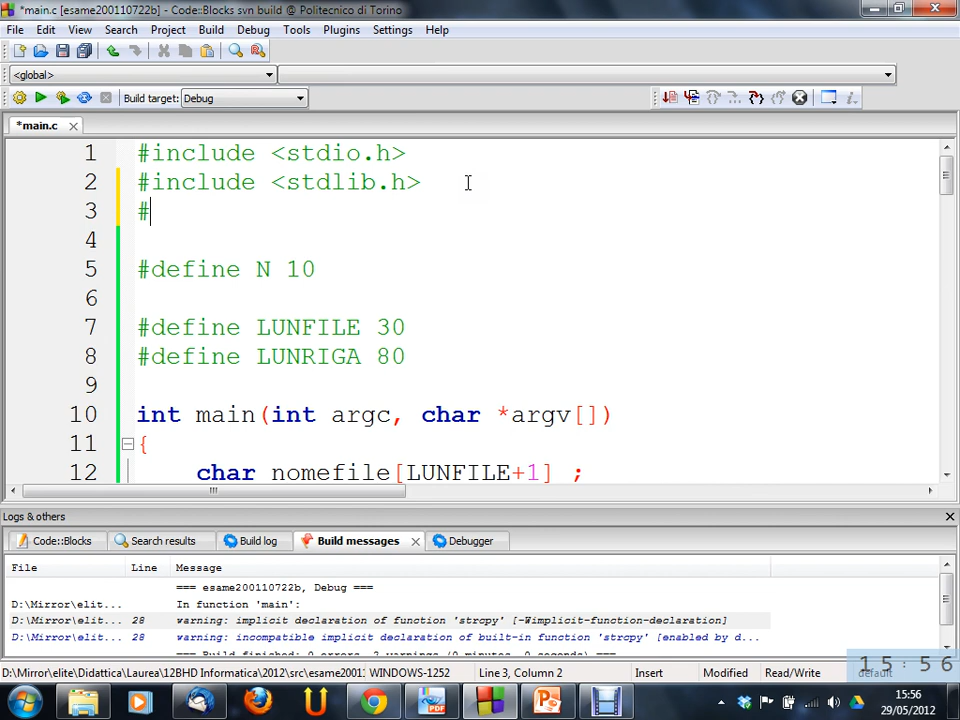 *main.c [esame200110722b] - Code::Blocks svn build @ Politecnico di Torino
File Edit View Search Project Build Debug Tools Plugins Settings Help
<global>
Build target: Debug
*main.c
1 #include <stdio.h>
2 #include <stdlib.h>
3 #
4
5 #define N 10
6
7 #define LUNFILE 30
8 #define LUNRIGA 80
9
10 int main(int argc, char *argv[])
11 {
12 char nomefile[LUNFILE+1] ;
Logs & others
Code::Blocks Search results Build log Build messages Debugger
File Line Message
=== esame200110722b, Debug ===
D:\Mirror\elit... In function 'main':
D:\Mirror\elit... 28 warning: implicit declaration of function 'strcpy' [-Wimplicit-function-declaration]
D:\Mirror\elit... 28 warning: incompatible implicit declaration of built-in function 'strcpy' [enabled by d...
=== Build finished: 0 errors, 2 warnings (0 minutes, 0 seconds) ===
D:\Mirror\elite\Didattica\Laurea\12BHD Informatica\2012\src\esame2001 WINDOWS-1252 Line 3, Column 2 Insert Modified Read/Write default
15:56
15:56
29/05/2012